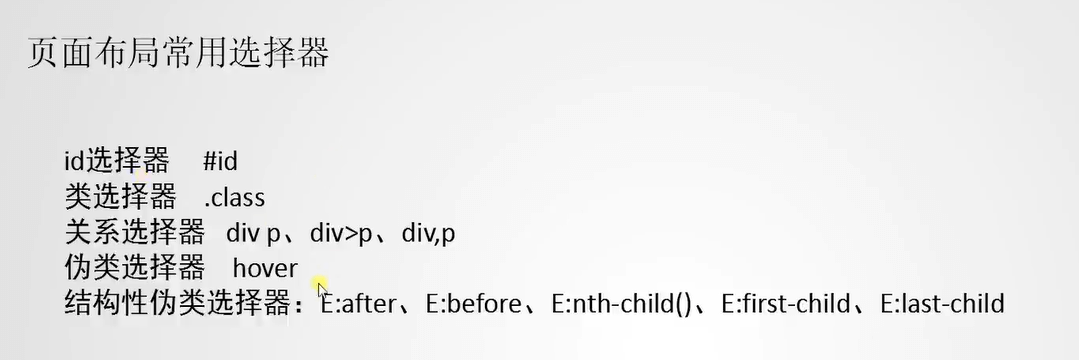 页面布局常用选择器
id选择器 #id
类选择器 .class
关系选择器 div p、div>p、div,p
伪类选择器 hover
结构性伪类选择器：E:after、E:before、E:nth-child()、E:first-child、E:last-child